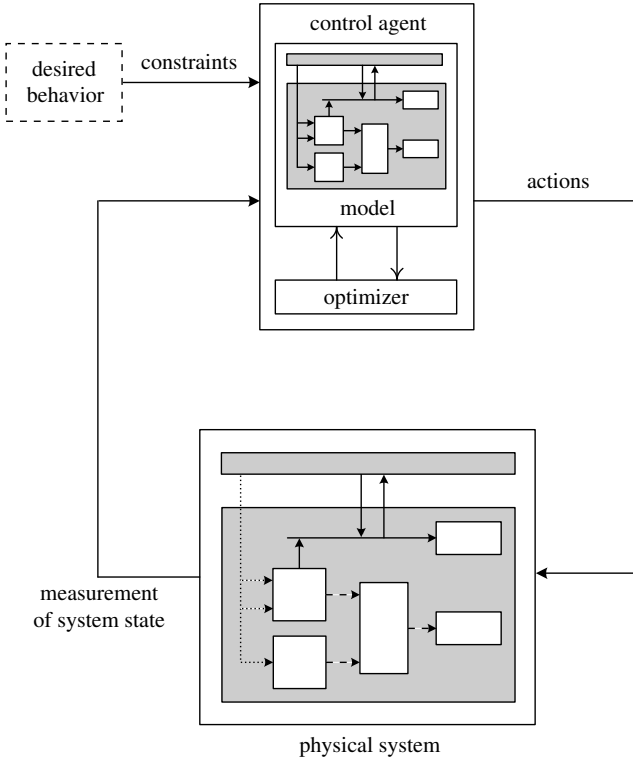 control agent
desired
behavior
constraints
model
actions
optimizer
measurement
of system state
physical system